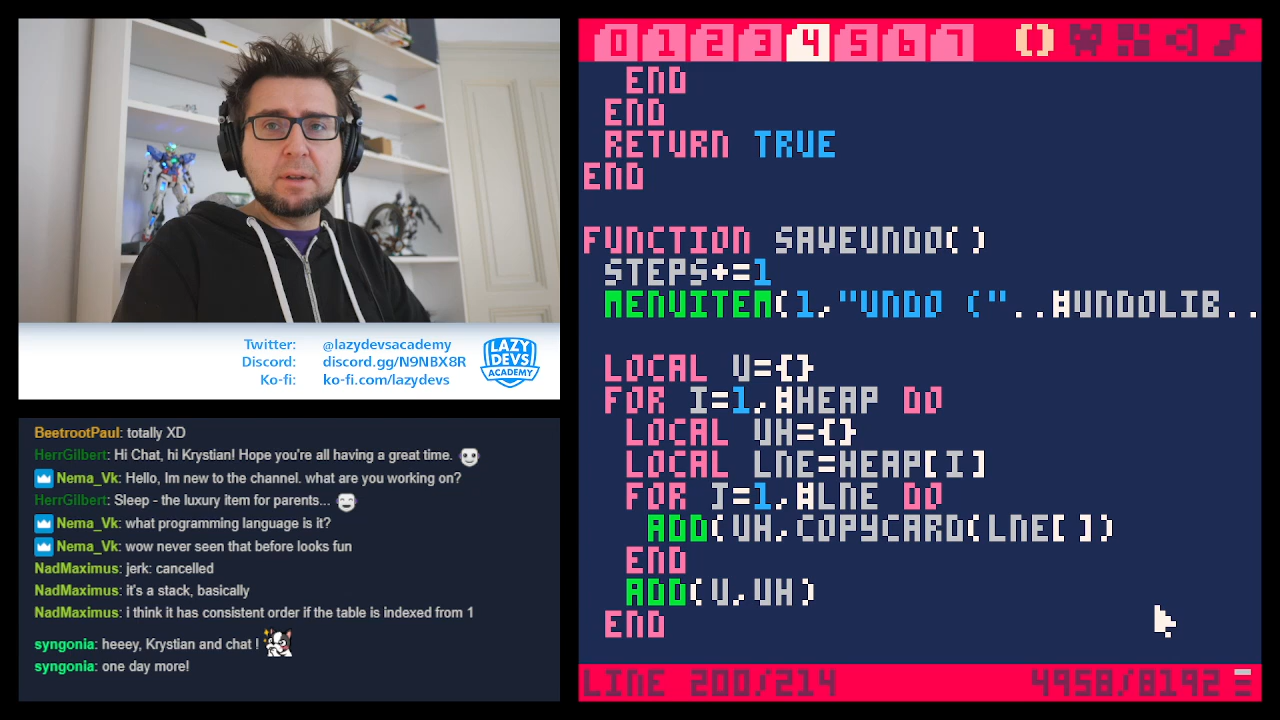 Twitter: @lazydevsacademy
Discord: discord.gg/N9NBX8R
Ko-fi: ko-fi.com/lazydevs
LAZY
DEVS
ACADEMY
BeetrootPaul: totally XD
HerrGilbert: Hi Chat, hi Krystian! Hope you're all having a great time.
Nema_Vk: Hello, Im new to the channel. what are you working on?
HerrGilbert: Sleep - the luxury item for parents...
Nema_Vk: what programming language is it?
Nema_Vk: wow never seen that before looks fun
NadMaximus: jerk: cancelled
NadMaximus: it's a stack, basically
NadMaximus: i think it has consistent order if the table is indexed from 1
syngonia: heeey, Krystian and chat !
syngonia: one day more!
0 1 2 3 4 5 6 7 ()
END
END
RETURN TRUE
END
FUNCTION SAVEUNDO()
STEPS+=1
MENUITEM(1,"UNDO ("..#UNDOLIB..
LOCAL U={}
FOR I=1,#HEAP DO
LOCAL UH={}
LOCAL LNE=HEAP[I]
FOR J=1,#LNE DO
ADD(UH,COPYCARD(LNE[ ])
END
ADD(U,UH)
END
LINE 200/214 4958/8192